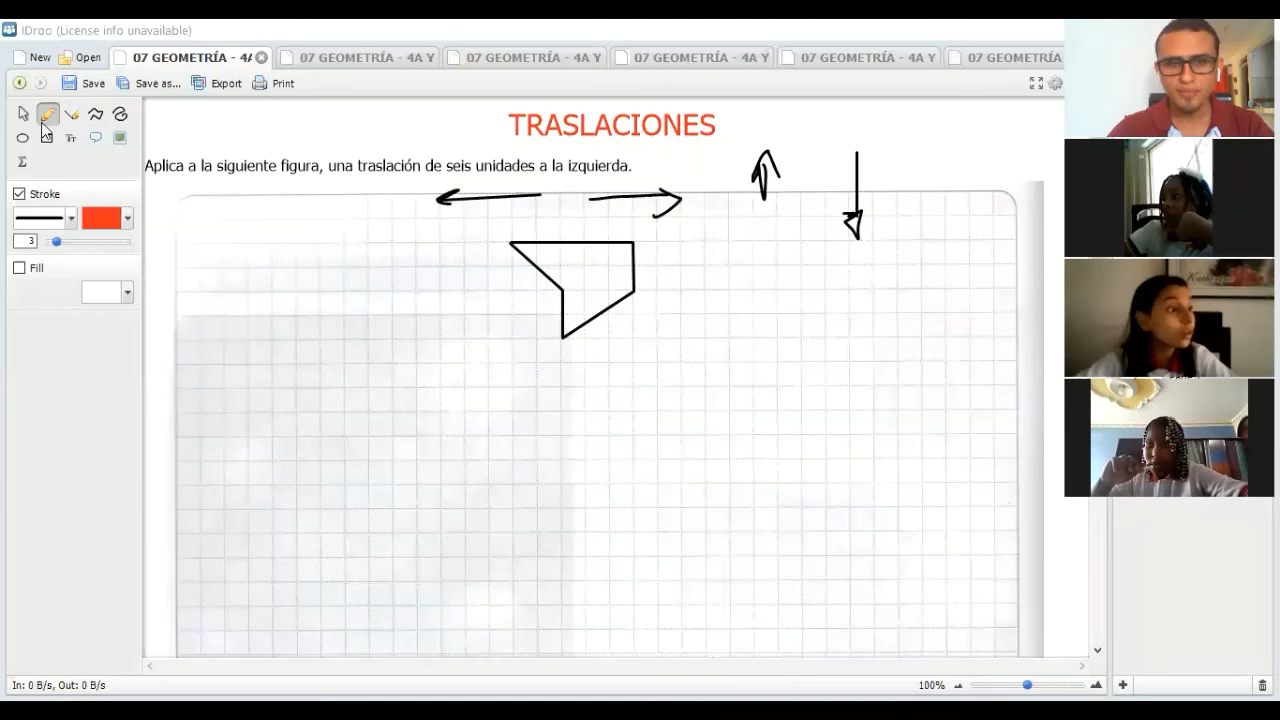 IDroo (License info unavailable)
New Open 07 GEOMETRÍA - 4A 07 GEOMETRÍA - 4A Y 07 GEOMETRÍA - 4A Y 07 GEOMETRÍA - 4A Y 07 GEOMETRÍA - 4A Y 07 GEOMETRÍA
Save Save as... Export Print
TRASLACIONES
Aplica a la siguiente figura, una traslación de seis unidades a la izquierda.
Tt
Σ
Stroke
3
Fill
In: 0 B/s, Out: 0 B/s
100%